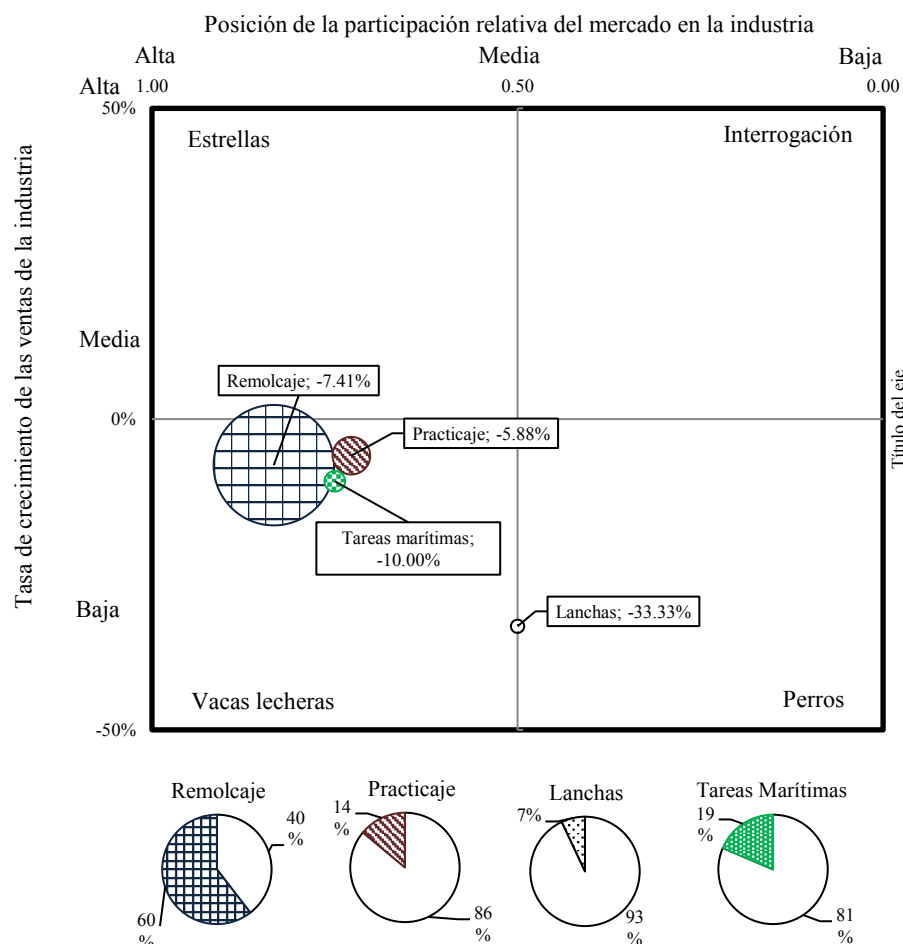 Posición de la participación relativa del mercado en la industria
Alta
Media
Baja
Alta
1.00
0.50
0.00
50%
Estrellas
Interrogación
Tasa de crecimiento de las ventas de la industria
Media
Remolcaje; -7.41%
0%
Practicaje; -5.88%
Título del eje
Tareas marítimas;
-10.00%
Baja
Lanchas; -33.33%
Vacas lecheras
Perros
-50%
Remolcaje
40
%
60
%
Practicaje
14
%
86
%
Lanchas
7%
93
%
Tareas Marítimas
19
%
81
%